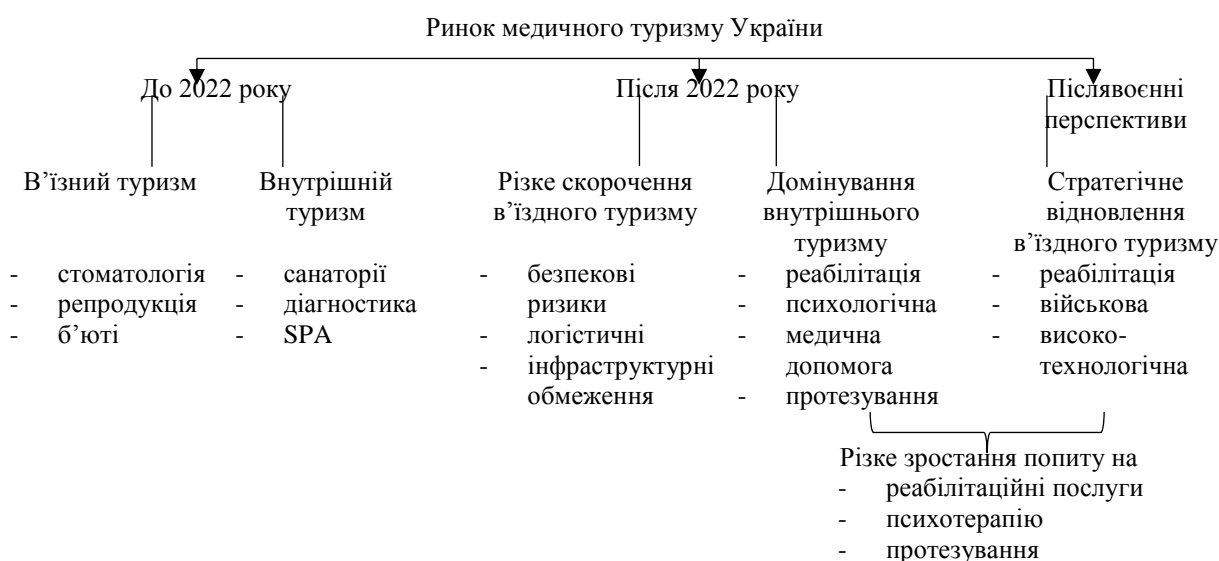 Ринок медичного туризму України
До 2022 року
Після 2022 року
Післявоєнні
перспективи
В’їзний туризм
Внутрішній
туризм
Різке скорочення
в’їздного туризму
Домінування
внутрішнього
туризму
Стратегічне
відновлення
в’їздного туризму
- стоматологія
- репродукція
- б’юті
- санаторії
- діагностика
- SPA
- безпекові
ризики
- логістичні
- інфраструктурні
обмеження
- реабілітація
- психологічна
- медична
допомога
- протезування
- реабілітація
- військова
- високо-
технологічна
Різке зростання попиту на
- реабілітаційні послуги
- психотерапію
- протезування